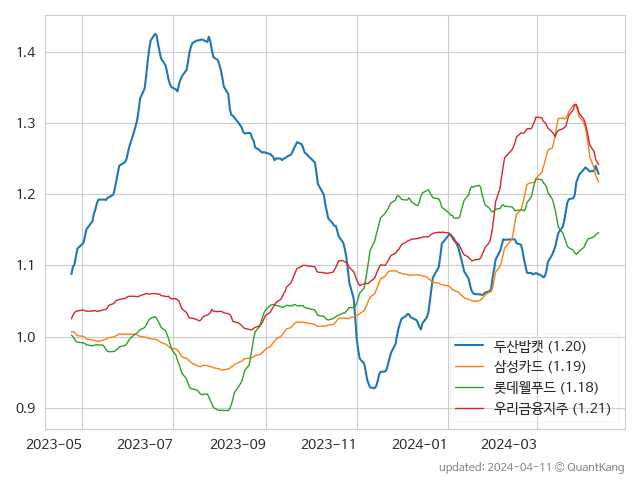 1.4
1.3
1.2
1.1
1.0
0.9
두산밥캣 (1.20)
삼성카드 (1.19)
롯데웰푸드 (1.18)
우리금융지주 (1.21)
2023-05 2023-07 2023-09 2023-11 2024-01 2024-03
updated: 2024-04-11 © QuantKang